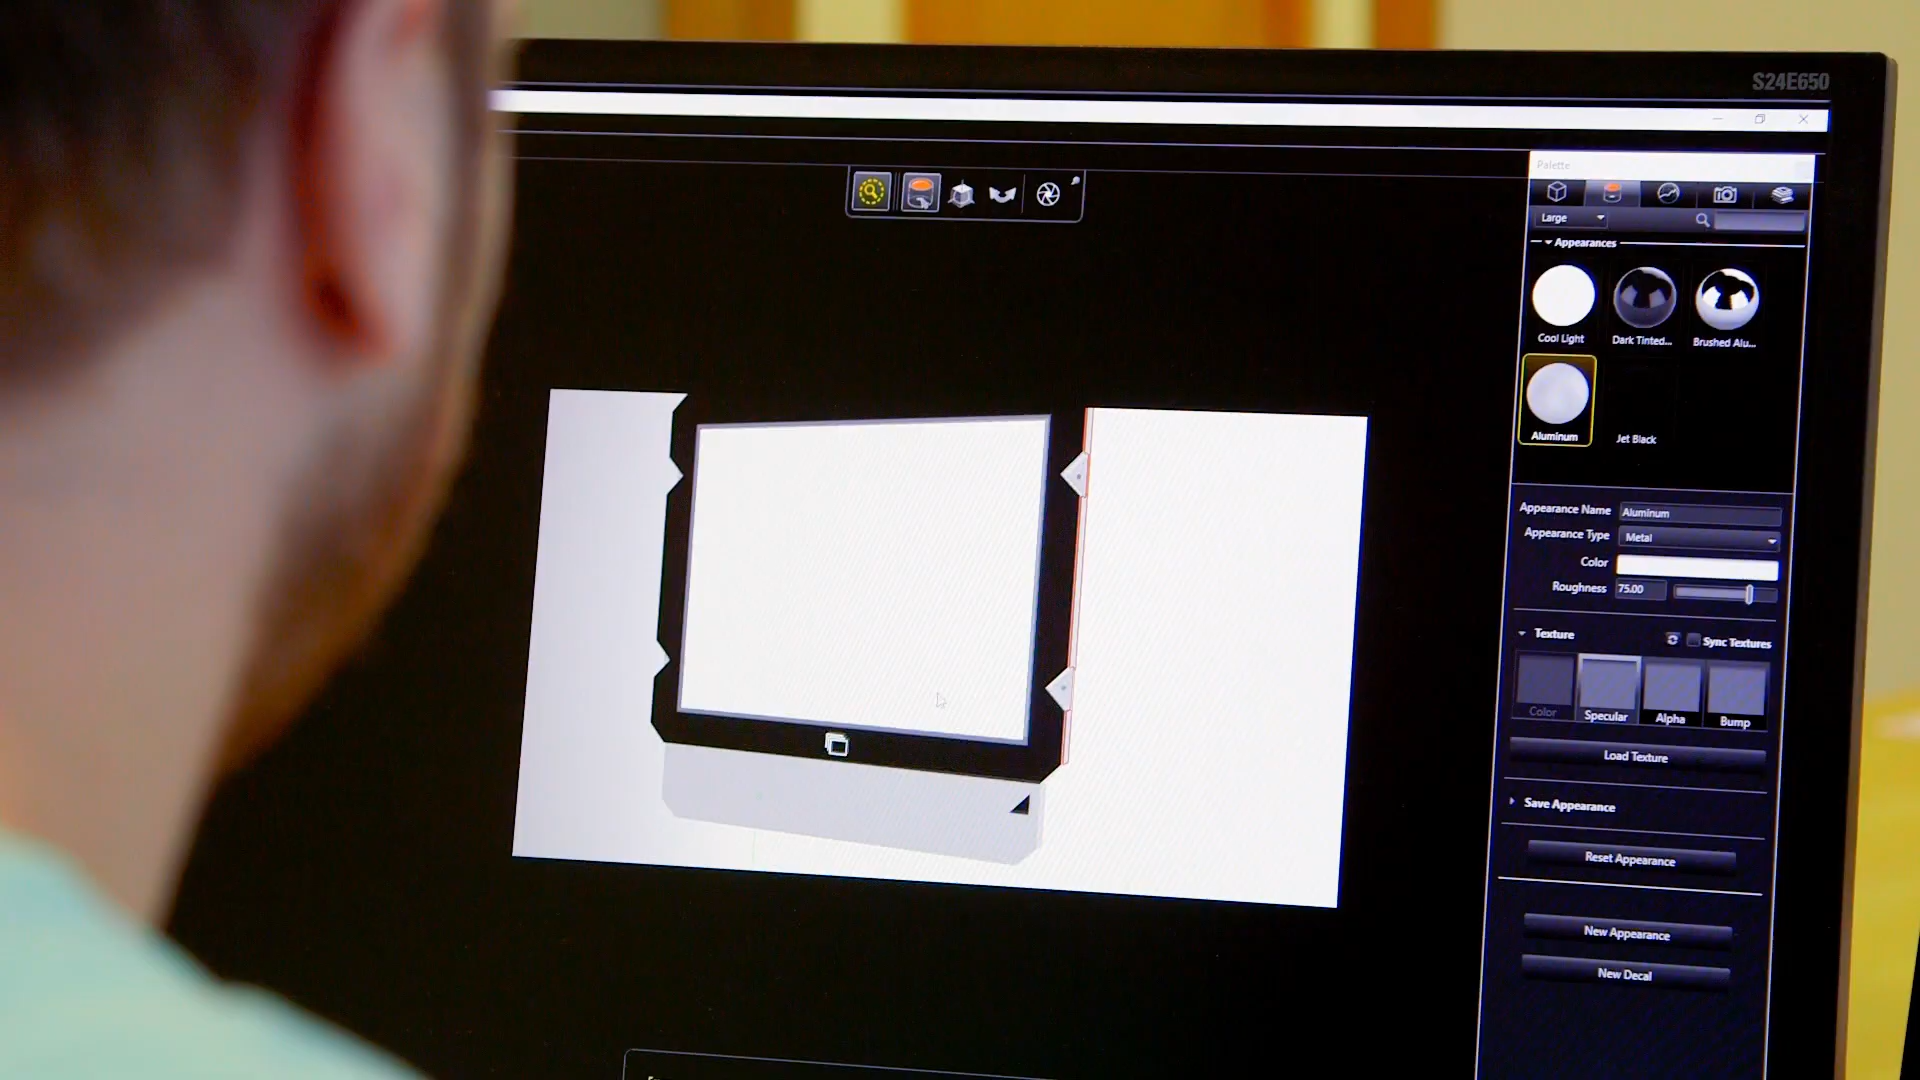 S24E650
Palette
Large
Appearances
Cool Light
Dark Tinted...
Brushed Alu...
Aluminum
Jet Black
Appearance Name Aluminum
Appearance Type Metal
Color
Roughness 75.00
Texture
Sync Textures
Color
Specular
Alpha
Bump
Load Texture
Save Appearance
Reset Appearance
New Appearance
New Decal